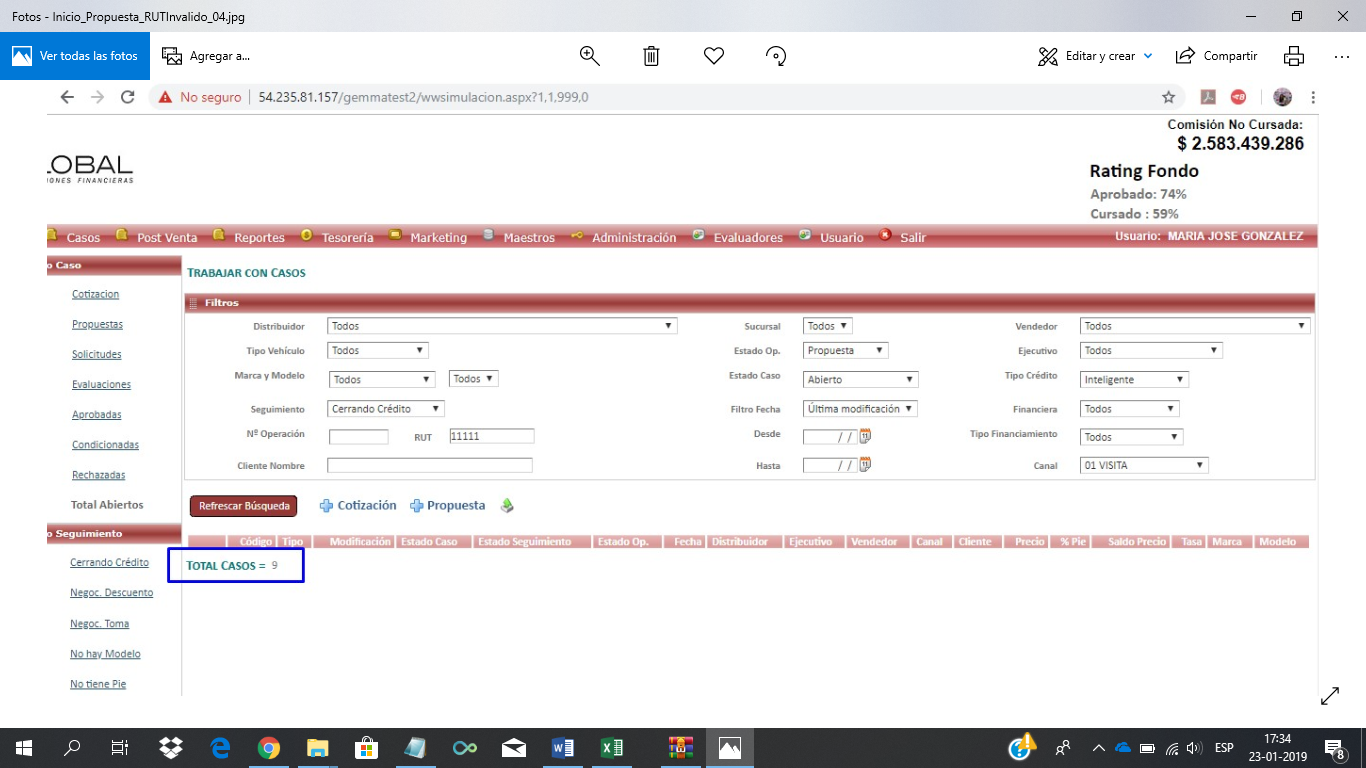 Fotos - Inicio_Propuesta_RUTInvalido_04.jpg
Ver todas las fotos Agregar a... Editar y crear Compartir
No seguro 54.235.81.157/gemmatest2/wwsimulacion.aspx?1,1,999,0
Comisión No Cursada:
$ 2.583.439.286
LOBAL
IONES FINANCIERAS
Rating Fondo
Aprobado: 74%
Cursado : 59%
Casos Post Venta Reportes Tesorería Marketing Maestros Administración Evaluadores Usuario Salir Usuario: MARIA JOSE GONZALEZ
o Caso
Cotizacion
Propuestas
Solicitudes
Evaluaciones
Aprobadas
Condicionadas
Rechazadas
Total Abiertos
o Seguimiento
Cerrando Crédito
Negoc. Descuento
Negoc. Toma
No hay Modelo
No tiene Pie
TRABAJAR CON CASOS
Filtros
Distribuidor Todos Sucursal Todos Vendedor Todos
Tipo Vehículo Todos Estado Op. Propuesta Ejecutivo Todos
Marca y Modelo Todos Todos Estado Caso Abierto Tipo Crédito Inteligente
Seguimiento Cerrando Crédito Filtro Fecha Última modificación Financiera Todos
Nº Operación RUT 11111 Desde / / Tipo Financiamiento Todos
Cliente Nombre Hasta / / Canal 01 VISITA
Refrescar Búsqueda Cotización Propuesta
Código Tipo Modificación Estado Caso Estado Seguimiento Estado Op. Fecha Distribuidor Ejecutivo Vendedor Canal Cliente Precio % Pie Saldo Precio Tasa Marca Modelo
TOTAL CASOS = 9
ESP
17:34
23-01-2019
8